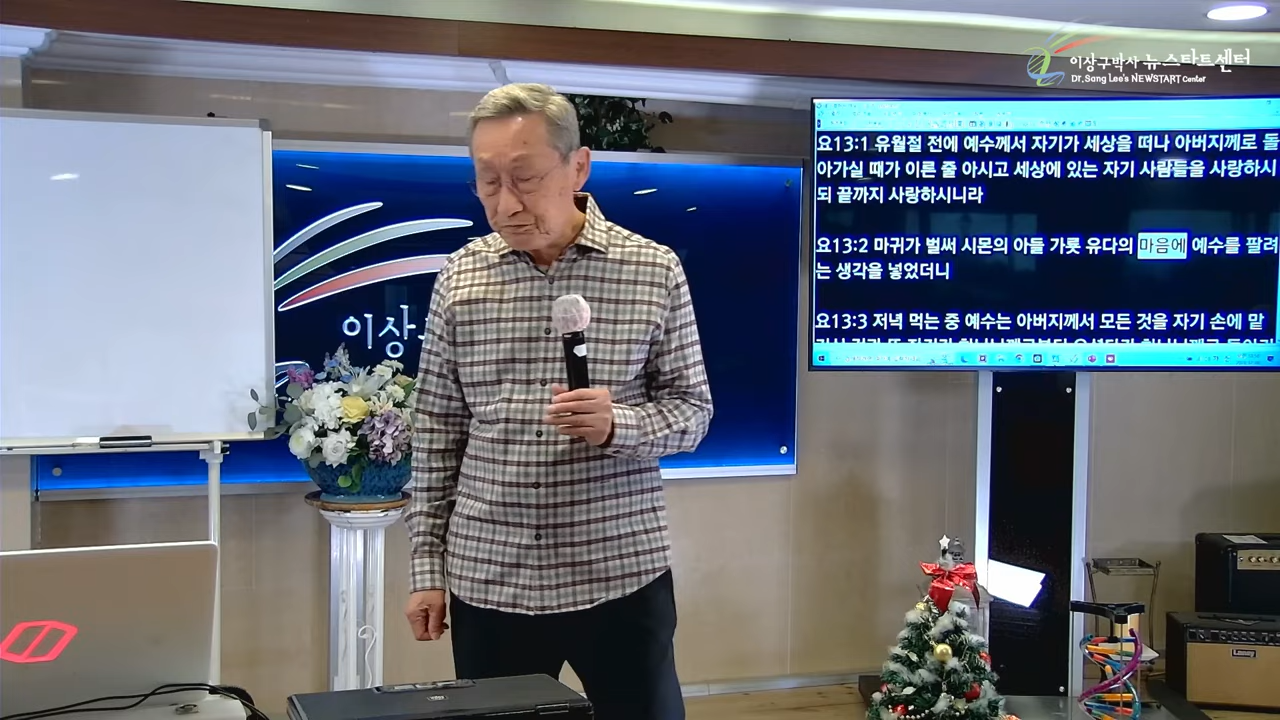 이상구박사 뉴스타트센터
Dr. Sang Lee's NEWSTART Center
요13:1 유월절 전에 예수께서 자기가 세상을 떠나 아버지께로 돌
아가실 때가 이른 줄 아시고 세상에 있는 자기 사람들을 사랑하시
되 끝까지 사랑하시니라
요13:2 마귀가 벌써 시몬의 아들 가룟 유다의 마음에 예수를 팔려
는 생각을 넣었더니
요13:3 저녁 먹는 중 예수는 아버지께서 모든 것을 자기 손에 맡
이상
Laney